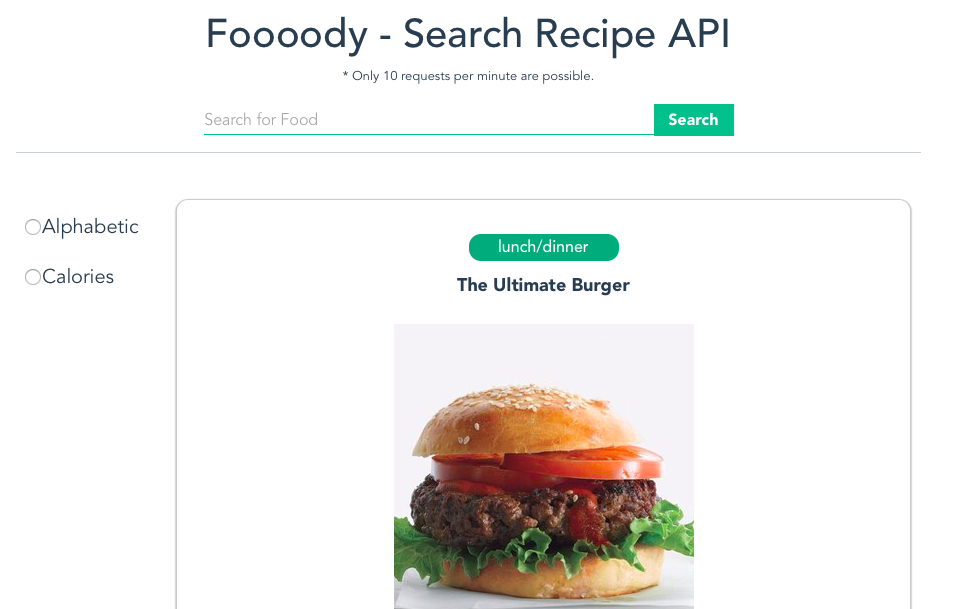 Foooody - Search Recipe API
* Only 10 requests per minute are possible.
Search for Food
Search
Alphabetic
Calories
lunch/dinner
The Ultimate Burger